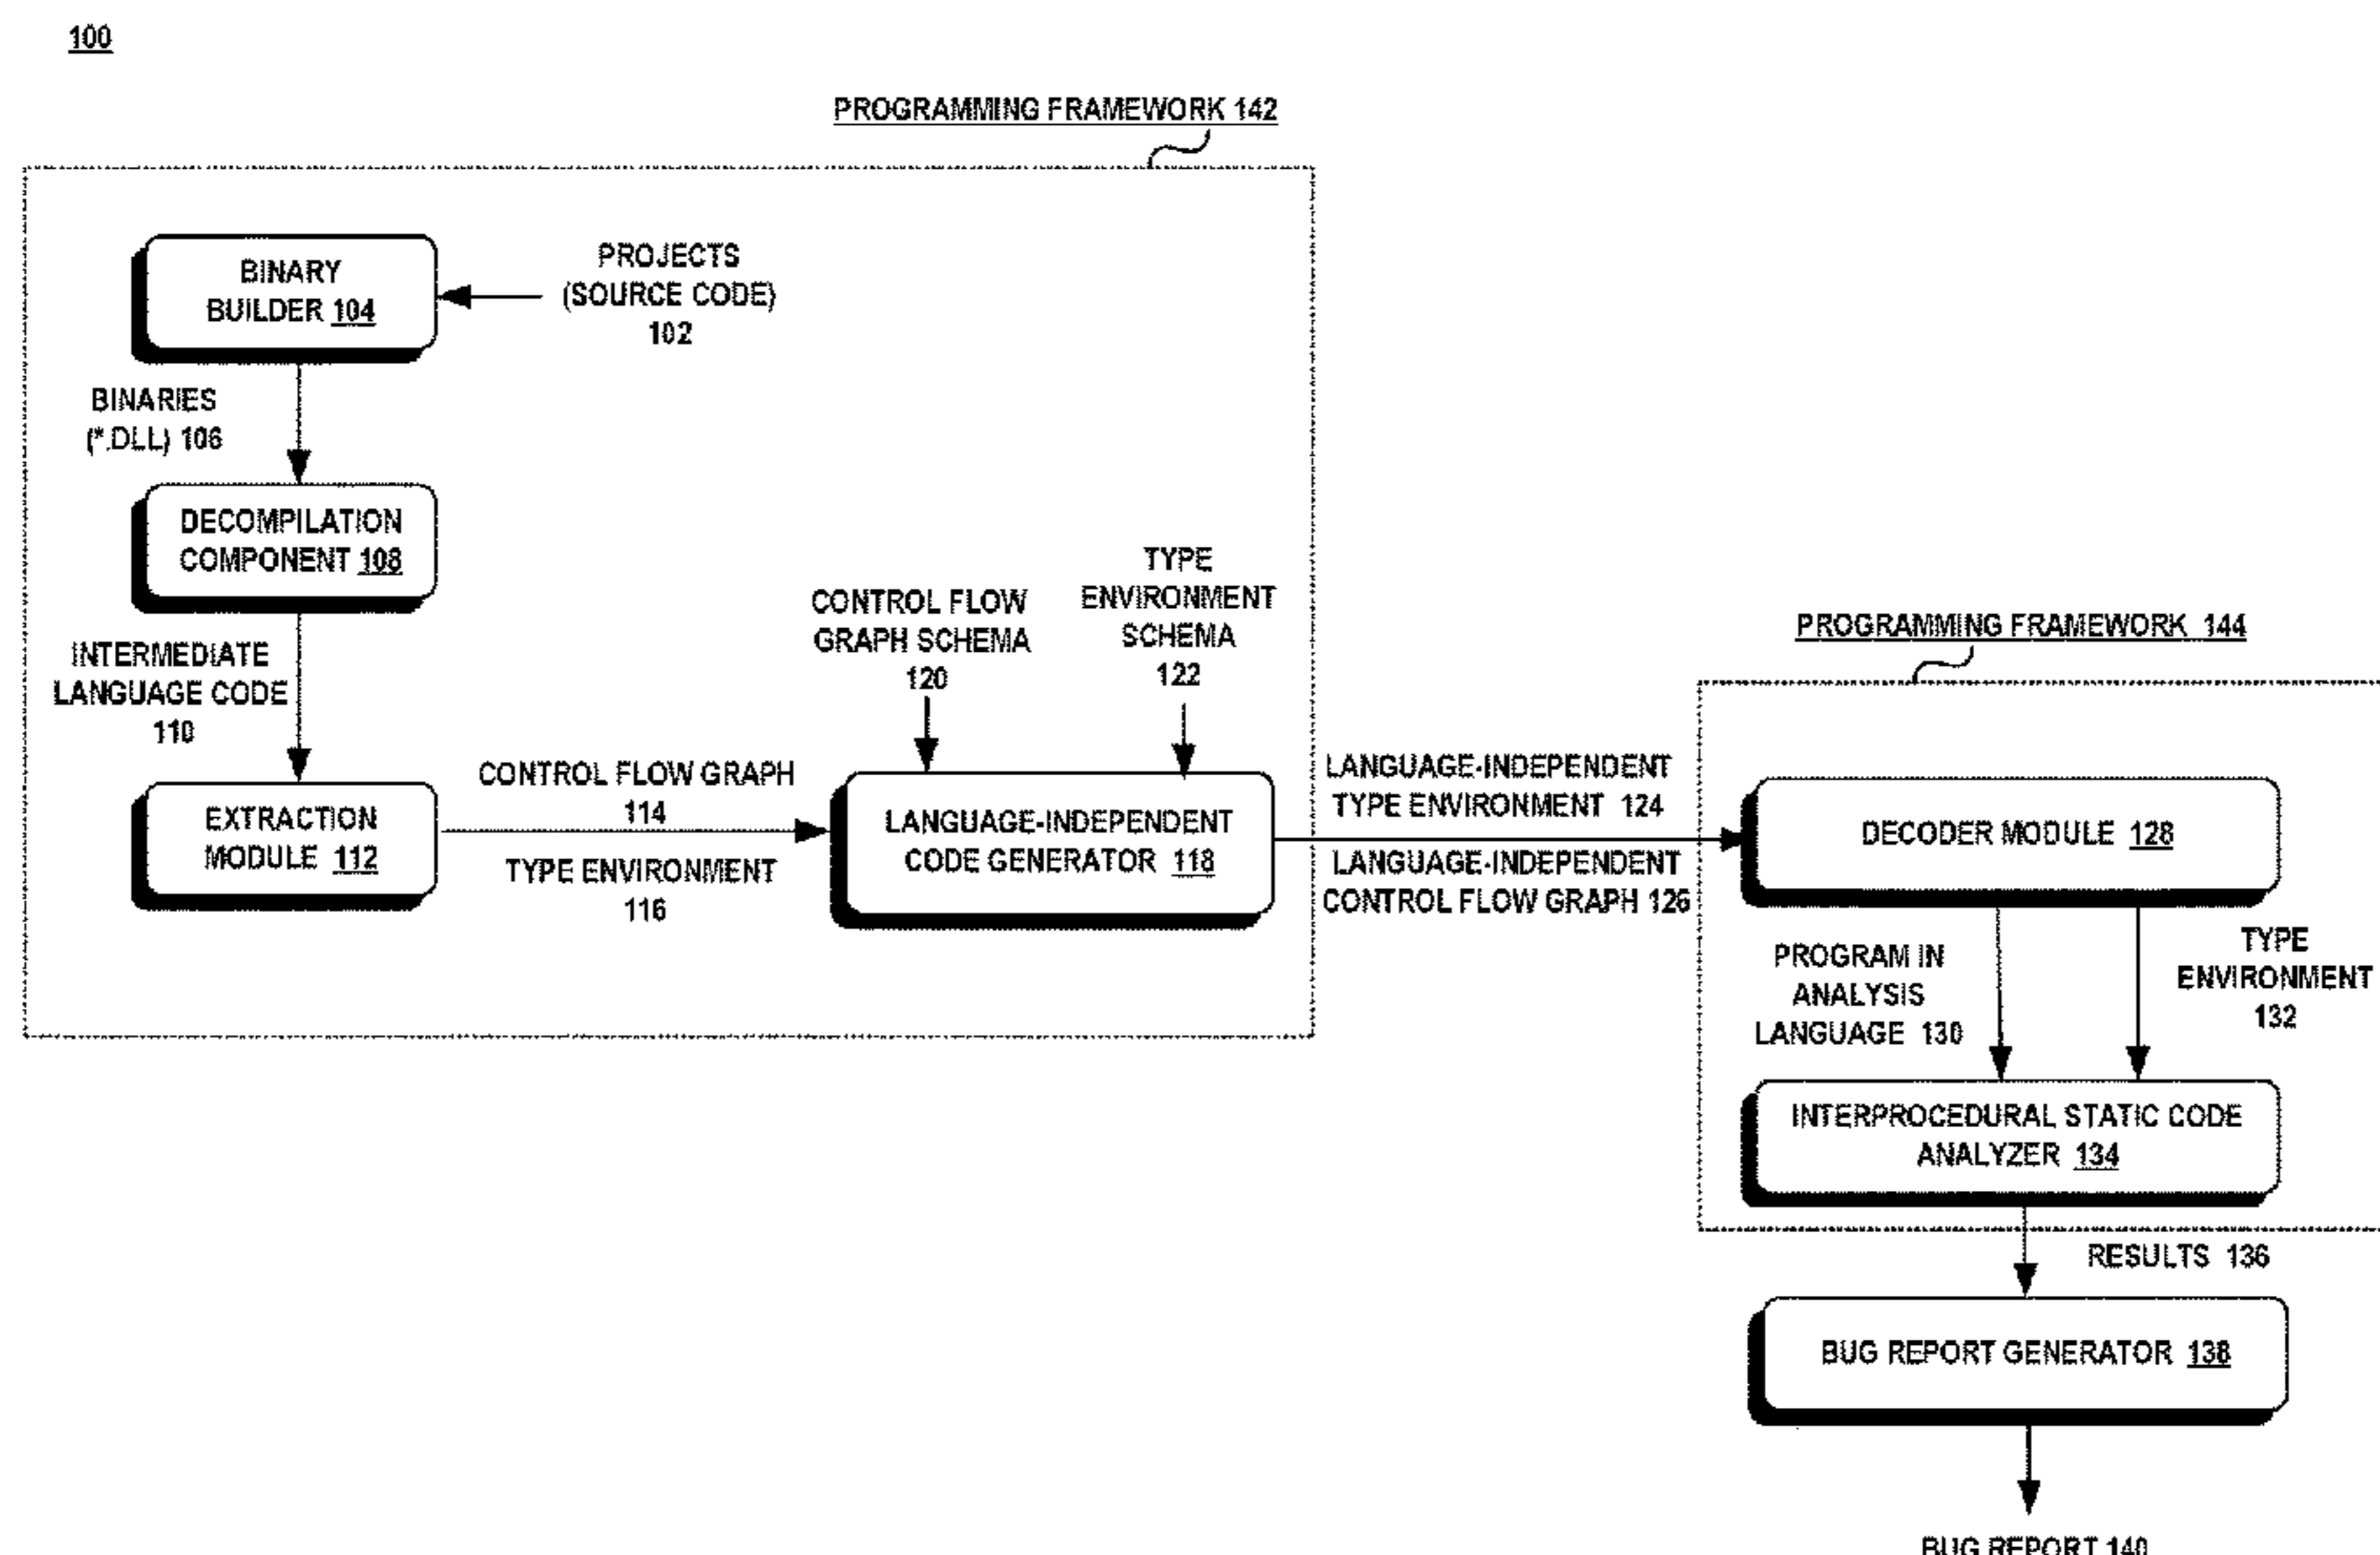 100
PROGRAMMING FRAMEWORK 142
BINARY
BUILDER 104
PROJECTS
(SOURCE CODE)
102
BINARIES
(*.DLL) 106
DECOMPILATION
COMPONENT 108
INTERMEDIATE
LANGUAGE CODE
110
EXTRACTION
MODULE 112
CONTROL FLOW GRAPH
114
TYPE ENVIRONMENT
116
CONTROL FLOW
GRAPH SCHEMA
120
TYPE
ENVIRONMENT
SCHEMA
122
LANGUAGE-INDEPENDENT
CODE GENERATOR 118
LANGUAGE-INDEPENDENT
TYPE ENVIRONMENT 124
LANGUAGE-INDEPENDENT
CONTROL FLOW GRAPH 126
PROGRAMMING FRAMEWORK 144
DECODER MODULE 128
PROGRAM IN
ANALYSIS
LANGUAGE 130
TYPE
ENVIRONMENT
132
INTERPROCEDURAL STATIC CODE
ANALYZER 134
RESULTS 136
BUG REPORT GENERATOR 138
BUG REPORT 140